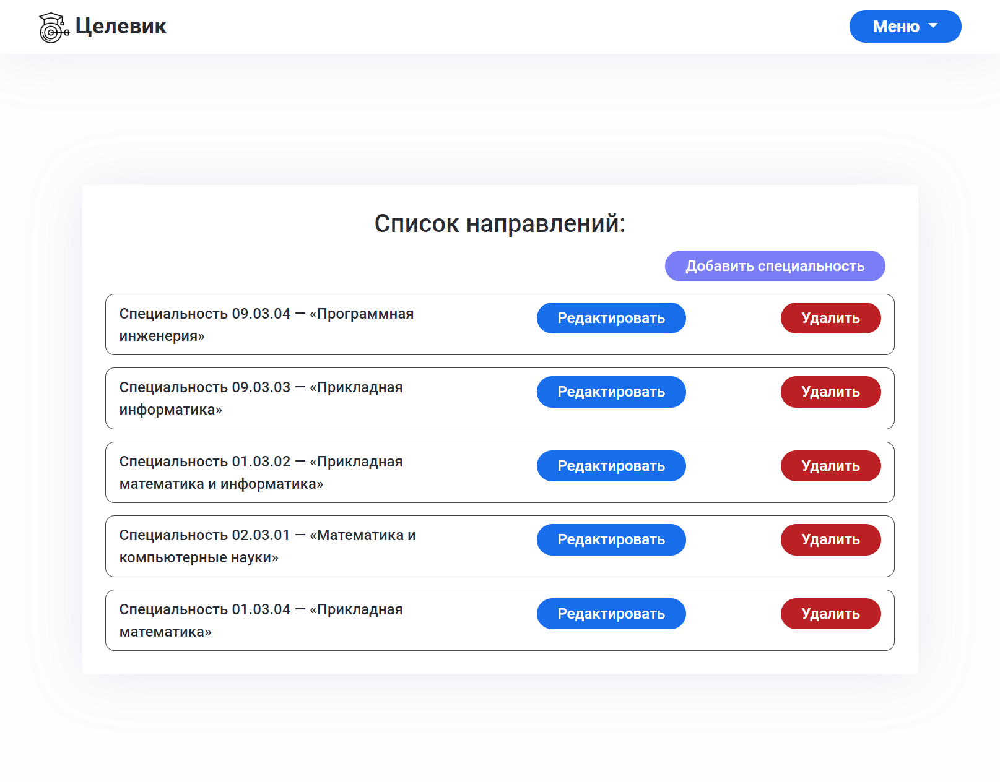 Целевик
Меню
Список направлений:
Добавить специальность
Специальность 09.03.04 — «Программная
инженерия»
Редактировать
Удалить
Специальность 09.03.03 — «Прикладная
информатика»
Редактировать
Удалить
Специальность 01.03.02 — «Прикладная
математика и информатика»
Редактировать
Удалить
Специальность 02.03.01 — «Математика и
компьютерные науки»
Редактировать
Удалить
Специальность 01.03.04 — «Прикладная
математика»
Редактировать
Удалить